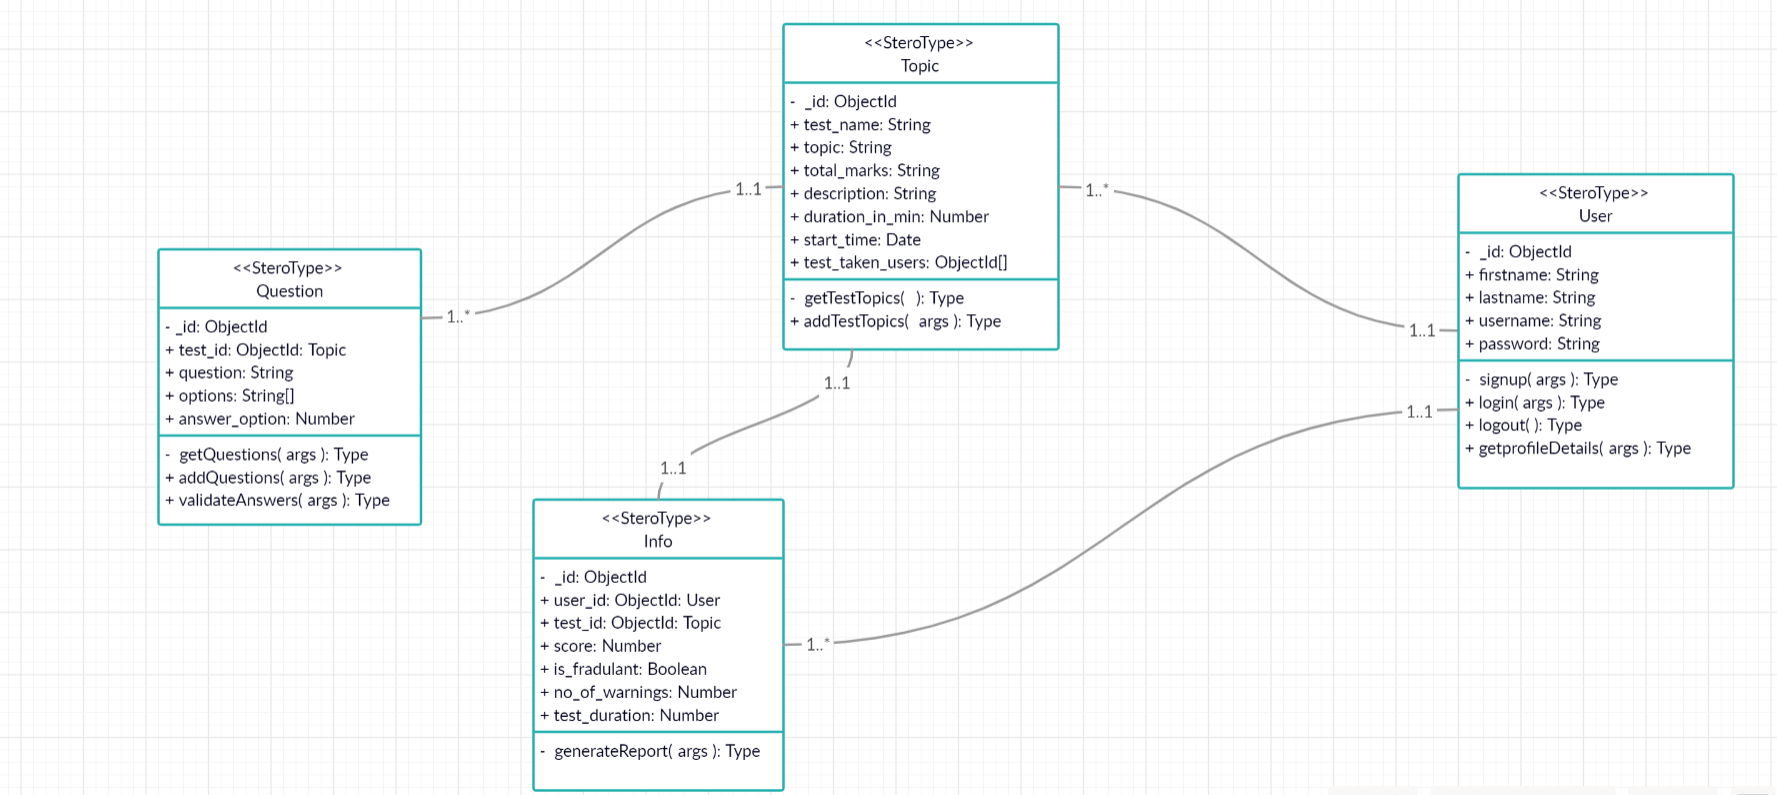 <<SteroType>>
Topic
- _id: ObjectId
+ test_name: String
+ topic: String
+ total_marks: String
+ description: String
+ duration_in_min: Number
+ start_time: Date
+ test_taken_users: ObjectId[]
- getTestTopics(  ): Type
+ addTestTopics(  args ): Type
1..1
1..*
1..*
1..1
1..1
1..1
1..1
1..*
<<SteroType>>
User
- _id: ObjectId
+ firstname: String
+ lastname: String
+ username: String
+ password: String
- signup( args ): Type
+ login( args ): Type
+ logout( ): Type
+ getprofileDetails( args ): Type
<<SteroType>>
Question
- _id: ObjectId
+ test_id: ObjectId: Topic
+ question: String
+ options: String[]
+ answer_option: Number
- getQuestions( args ): Type
+ addQuestions( args ): Type
+ validateAnswers( args ): Type
<<SteroType>>
Info
- _id: ObjectId
+ user_id: ObjectId: User
+ test_id: ObjectId: Topic
+ score: Number
+ is_fradulant: Boolean
+ no_of_warnings: Number
+ test_duration: Number
- generateReport( args ): Type